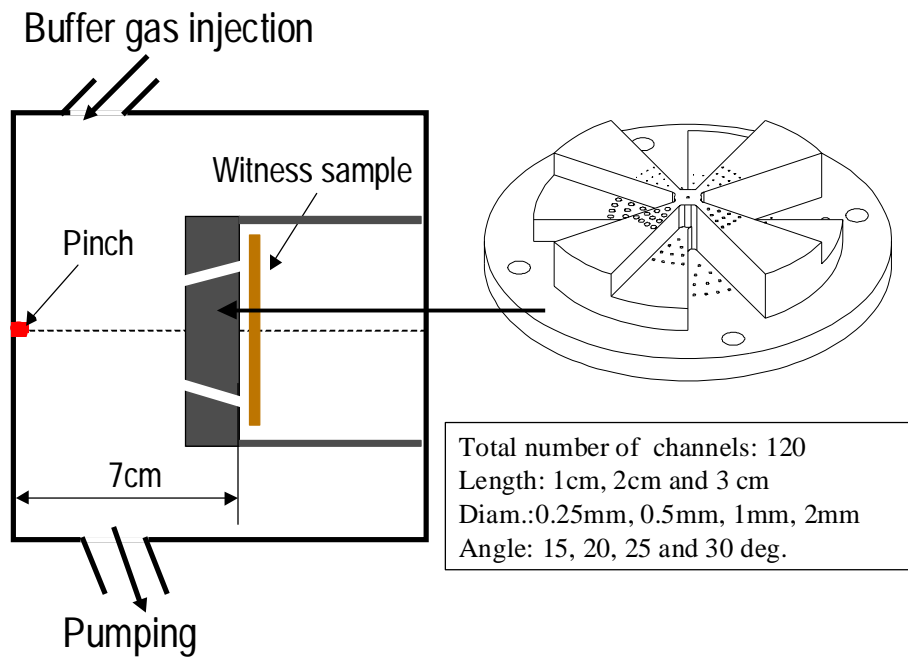 Buffer gas injection
Witness sample
Pinch
7cm
Pumping
Total number of  channels: 120
Length: 1cm, 2cm and 3 cm
Diam.:0.25mm, 0.5mm, 1mm, 2mm
Angle: 15, 20, 25 and 30 deg.